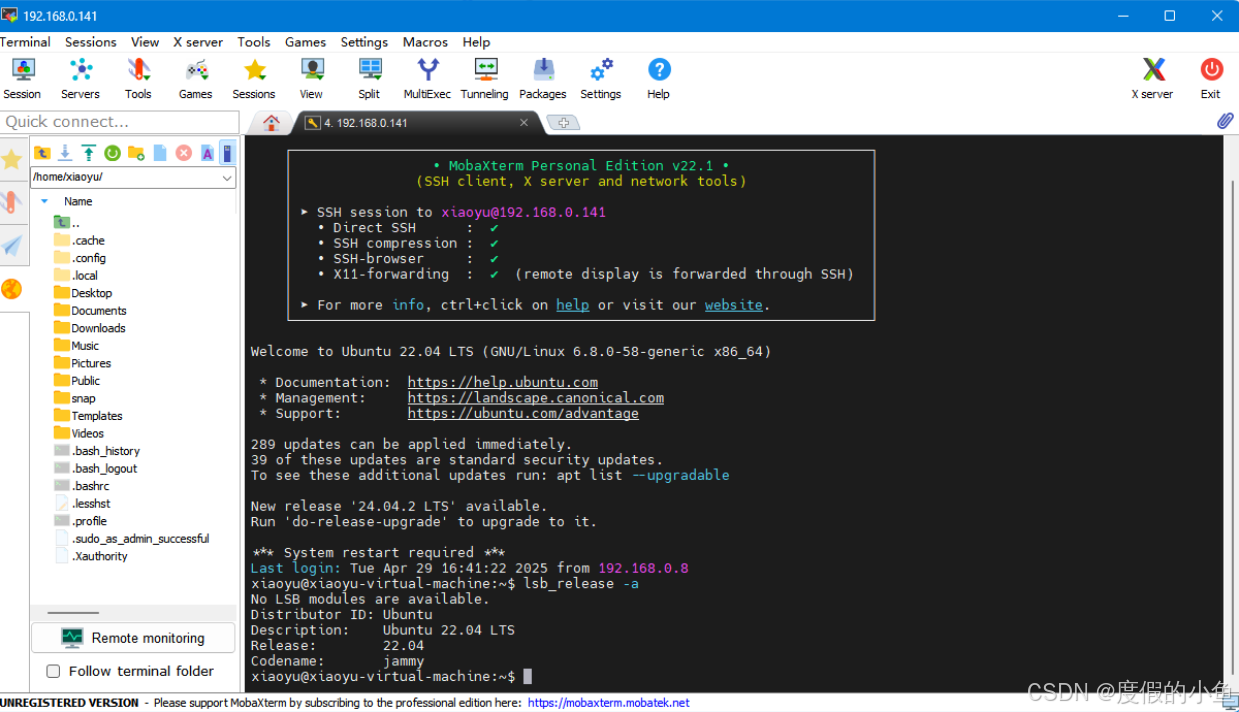 192.168.0.141
Terminal Sessions View X server Tools Games Settings Macros Help
Session Servers Tools Games Sessions View Split MultiExec Tunneling Packages Settings Help X server Exit
Quick connect...
4. 192.168.0.141
/home/xiaoyu/
Name
..
.cache
.config
.local
Desktop
Documents
Downloads
Music
Pictures
Public
snap
Templates
Videos
.bash_history
.bash_logout
.bashrc
.lesshst
.profile
.sudo_as_admin_successful
.Xauthority
Remote monitoring
Follow terminal folder
• MobaXterm Personal Edition v22.1 •
(SSH client, X server and network tools)
▸ SSH session to xiaoyu@192.168.0.141
• Direct SSH : ✔
• SSH compression : ✔
• SSH-browser : ✔
• X11-forwarding : ✔ (remote display is forwarded through SSH)
▸ For more info, ctrl+click on help or visit our website.
Welcome to Ubuntu 22.04 LTS (GNU/Linux 6.8.0-58-generic x86_64)
* Documentation: https://help.ubuntu.com
* Management: https://landscape.canonical.com
* Support: https://ubuntu.com/advantage
289 updates can be applied immediately.
39 of these updates are standard security updates.
To see these additional updates run: apt list --upgradable
New release '24.04.2 LTS' available.
Run 'do-release-upgrade' to upgrade to it.
*** System restart required ***
Last login: Tue Apr 29 16:41:22 2025 from 192.168.0.8
xiaoyu@xiaoyu-virtual-machine:~$ lsb_release -a
No LSB modules are available.
Distributor ID: Ubuntu
Description: Ubuntu 22.04 LTS
Release: 22.04
Codename: jammy
xiaoyu@xiaoyu-virtual-machine:~$
UNREGISTERED VERSION - Please support MobaXterm by subscribing to the professional edition here: https://mobaxterm.mobatek.net
CSDN @度假的小鱼